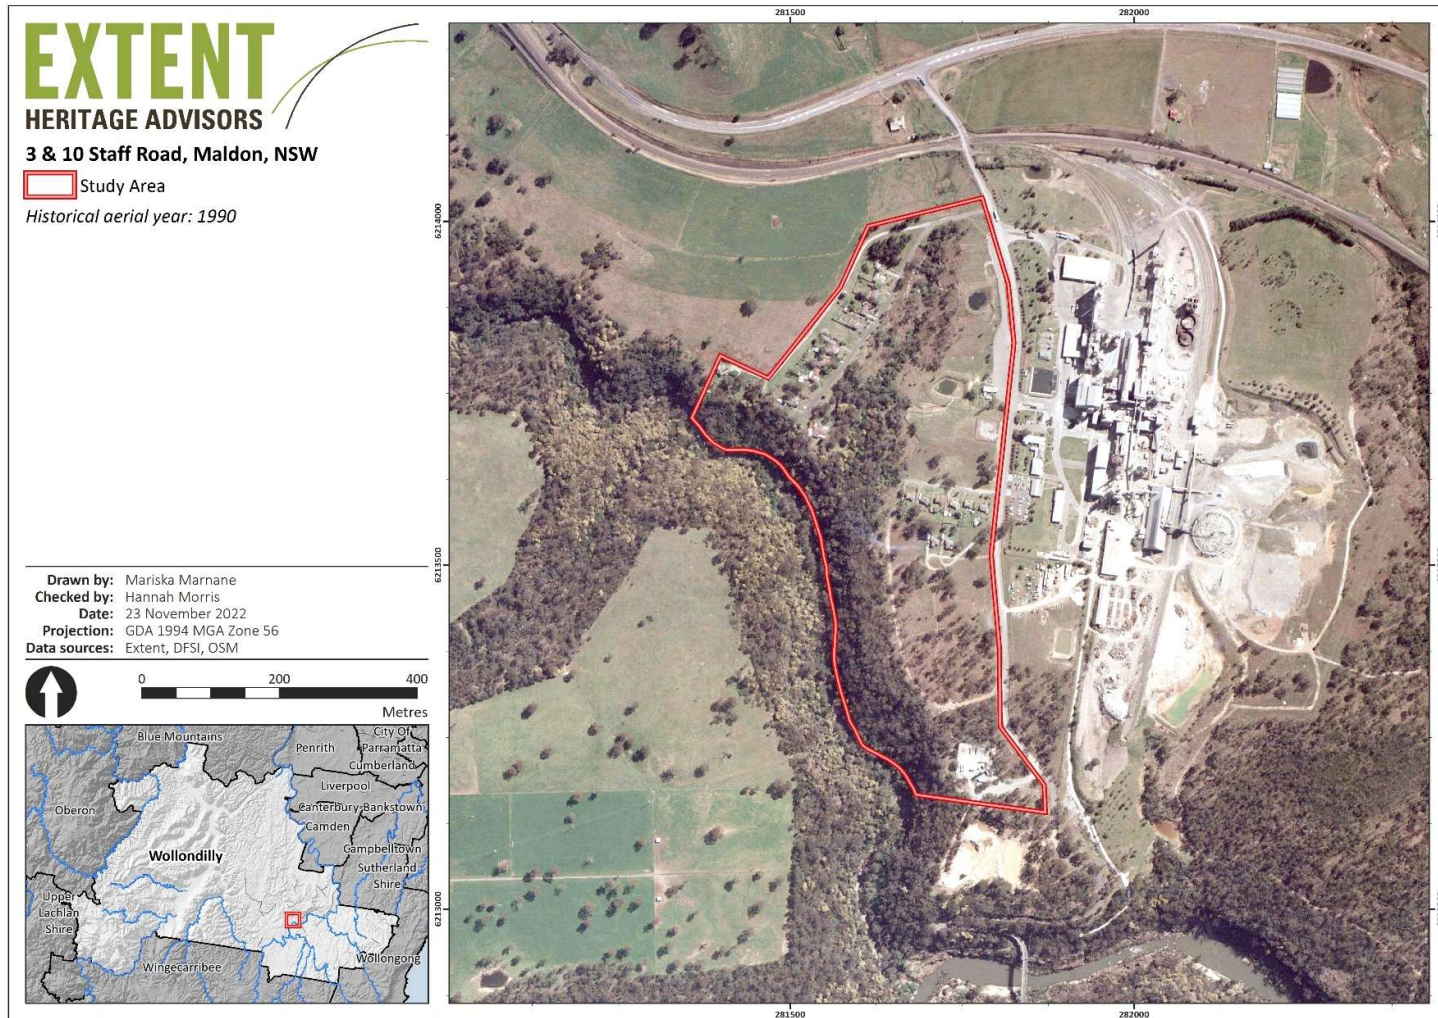 EXTENT
HERITAGE ADVISORS
3 & 10 Staff Road, Maldon, NSW
Study Area
Historical aerial year: 1990
Drawn by: Mariska Marnane
Checked by: Hannah Morris
Date: 23 November 2022
Projection: GDA 1994 MGA Zone 56
Data sources: Extent, DFSI, OSM
0 200 400
Metres
Blue Mountains
City Of
Parramatta
Penrith
Cumberland
Liverpool
Oberon
Canterbury-Bankstown
Camden
Campbelltown
Wollondilly
Sutherland
Shire
Upper
Lachlan
Shire
Wollongong
Wingecarribee
281500 282000
6214000
6213500
6213000
281500 282000